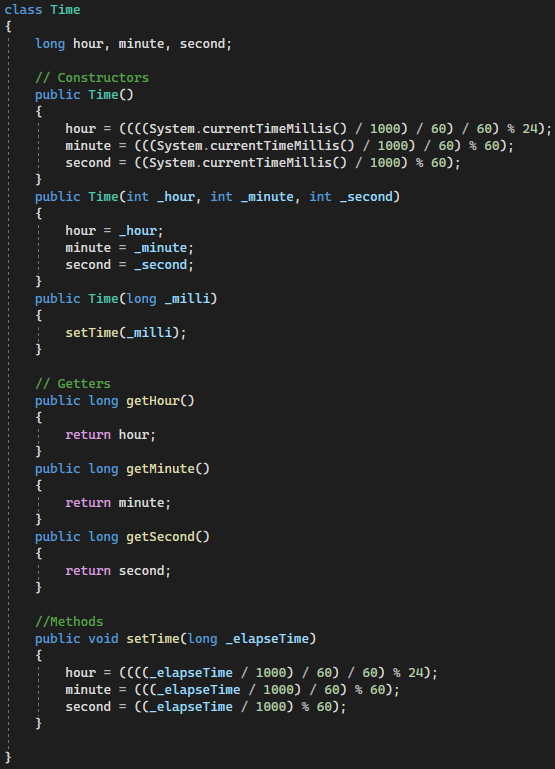 class Time
{
long hour, minute, second;
// Constructors
public Time()
{
hour = ((((System.currentTimeMillis() / 1000) / 60) / 60) % 24);
minute = (((System.currentTimeMillis() / 1000) / 60) % 60);
second = ((System.currentTimeMillis() / 1000) % 60);
}
public Time(int _hour, int _minute, int _second)
{
hour = _hour;
minute = _minute;
second = _second;
}
public Time(long _milli)
{
setTime(_milli);
}
// Getters
public long getHour()
{
return hour;
}
public long getMinute()
{
return minute;
}
public long getSecond()
{
return second;
}
//Methods
public void setTime(long _elapseTime)
{
hour = ((((_elapseTime / 1000) / 60) / 60) % 24);
minute = (((_elapseTime / 1000) / 60) % 60);
second = ((_elapseTime / 1000) % 60);
}
}